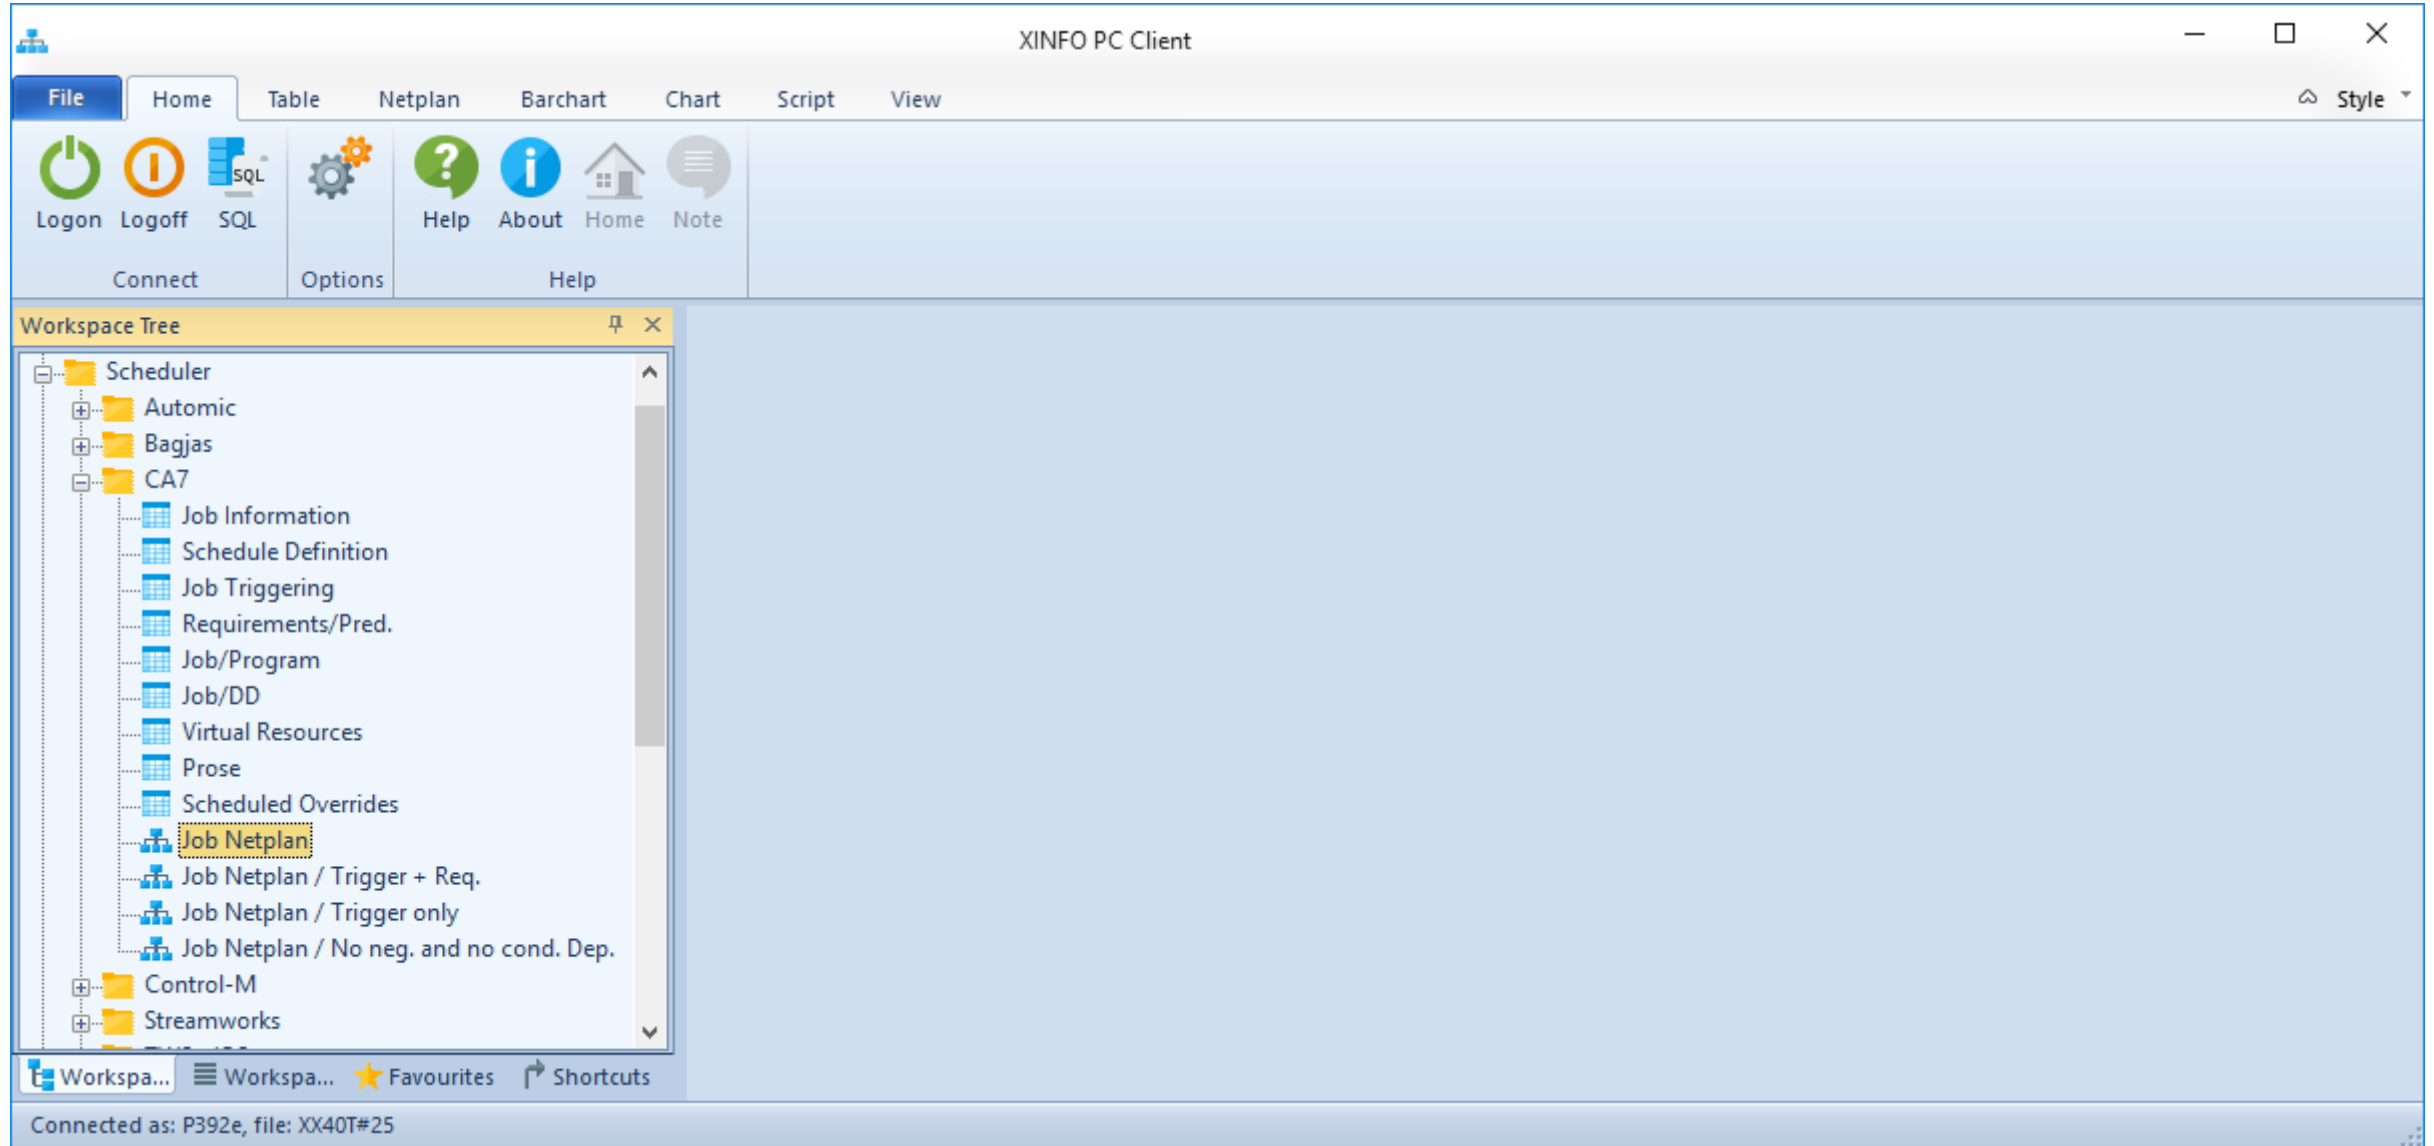 XINFO PC Client
File Home Table Netplan Barchart Chart Script View Style
SQL
Logon Logoff SQL Help About Home Note
Connect Options Help
Workspace Tree
Scheduler
Automic
Bagjas
CA7
Job Information
Schedule Definition
Job Triggering
Requirements/Pred.
Job/Program
Job/DD
Virtual Resources
Prose
Scheduled Overrides
Job Netplan
Job Netplan / Trigger + Req.
Job Netplan / Trigger only
Job Netplan / No neg. and no cond. Dep.
Control-M
Streamworks
Workspa... Workspa... Favourites Shortcuts
Connected as: P392e, file: XX40T#25